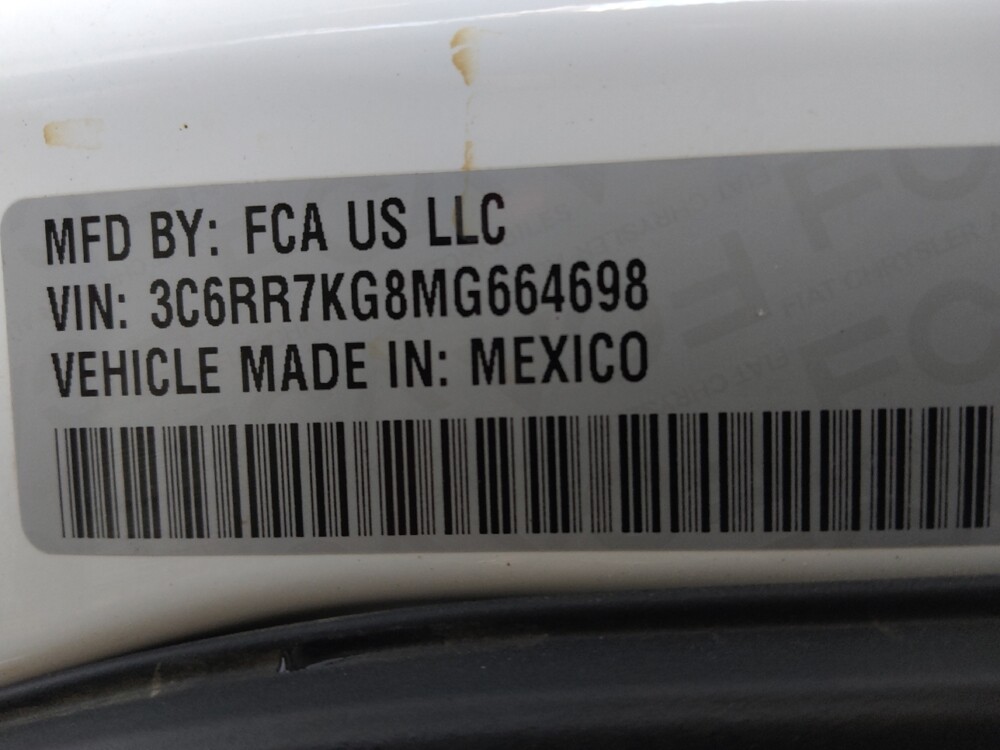 MFD BY: FCA US LLC
VIN: 3C6RR7KG8MG664698
VEHICLE MADE IN: MEXICO